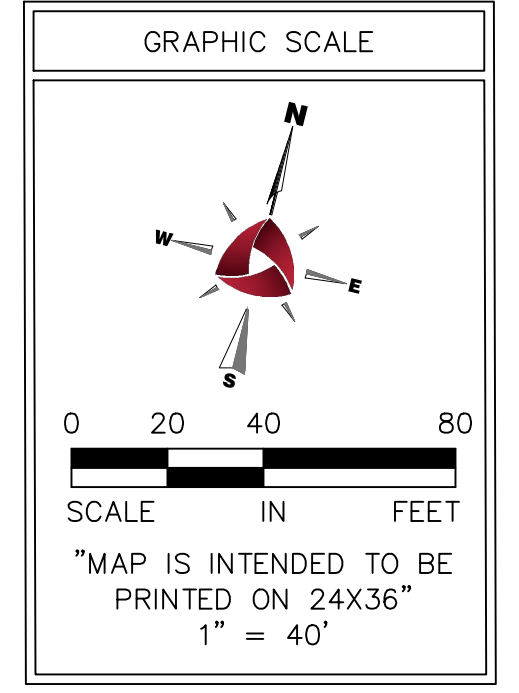 GRAPHIC SCALE
N
W
E
S
0 20 40 80
SCALE IN FEET
"MAP IS INTENDED TO BE
PRINTED ON 24X36"
1" = 40'